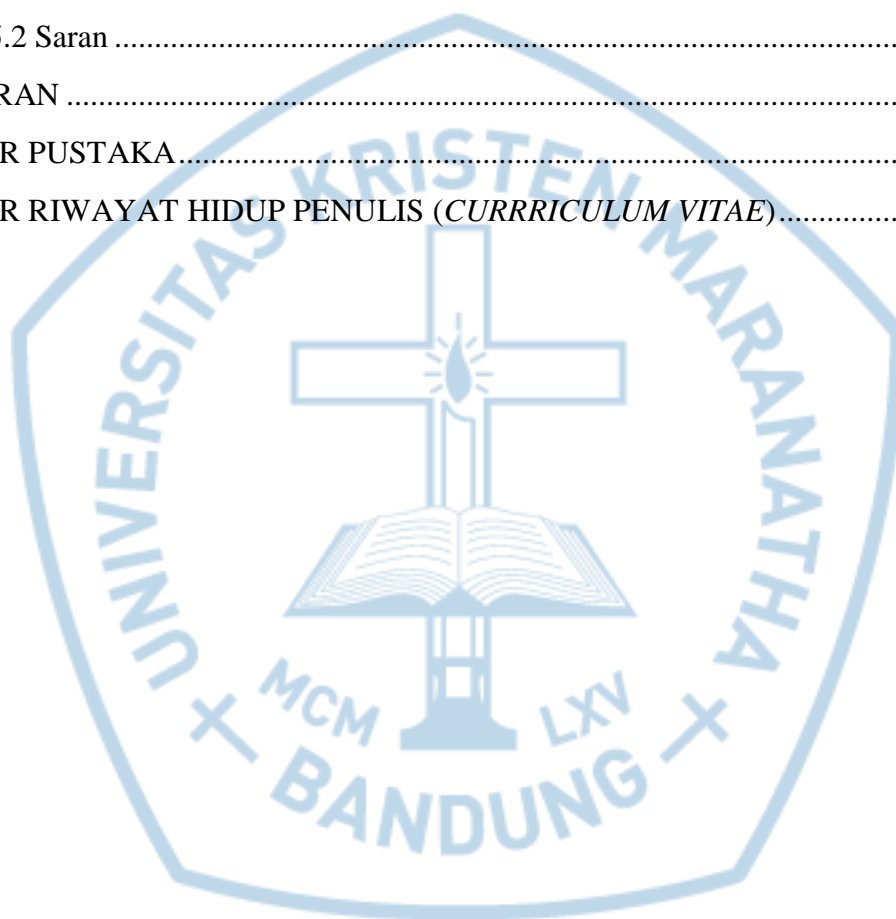 5.2 Saran ........................................................................................................
RAN ........................................................................................................
R PUSTAKA........................................................................................................
R RIWAYAT HIDUP PENULIS (CURRRICULUM VITAE)................
UNIVERSITAS KRISTEN MARANATHA
MCM LXV
BANDUNG